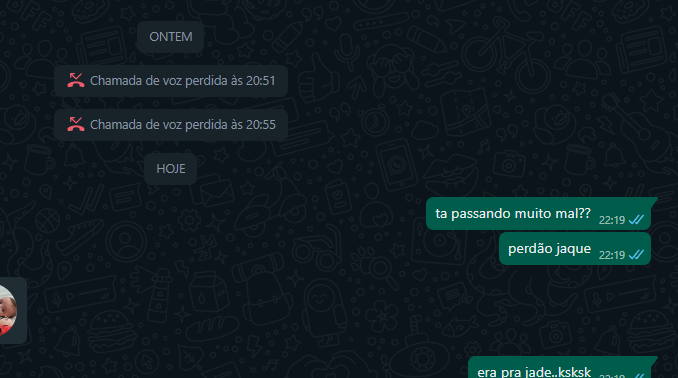 ONTEM
Chamada de voz perdida às 20:51
Chamada de voz perdida às 20:55
HOJE
ta passando muito mal?? 22:19
perdão jaque 22:19
era pra jade..ksksk 22:19